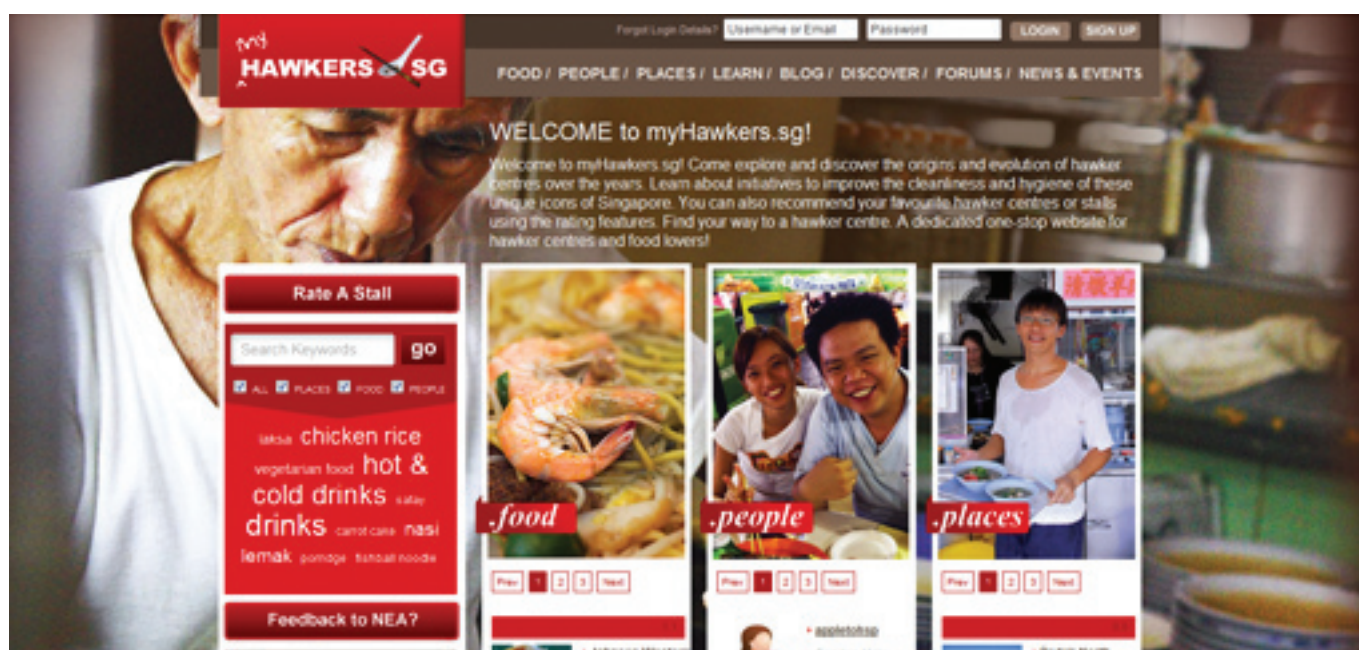 Forgot Login Details? Username or Email Password LOGIN SIGN UP
My
HAWKERS SG
FOOD / PEOPLE / PLACES / LEARN / BLOG / DISCOVER / FORUMS / NEWS & EVENTS
WELCOME to myHawkers.sg!
Welcome to myHawkers.sg! Come explore and discover the origins and evolution of hawker
centres over the years. Learn about initiatives to improve the cleanliness and hygiene of these
unique icons of Singapore. You can also recommend your favourite hawker centres or stalls
using the rating features. Find your way to a hawker centre. A dedicated one-stop website for
hawker centres and food lovers!
Rate A Stall
Search Keywords go
ALL PLACES FOOD PEOPLE
laksa chicken rice
vegetarian food hot &
cold drinks satay
drinks carrot cake nasi
lemak porridge fishball noodle
Feedback to NEA?
.food
Prev 1 2 3 Next
.people
Prev 1 2 3 Next
appletohsp
.places
Prev 1 2 3 Next